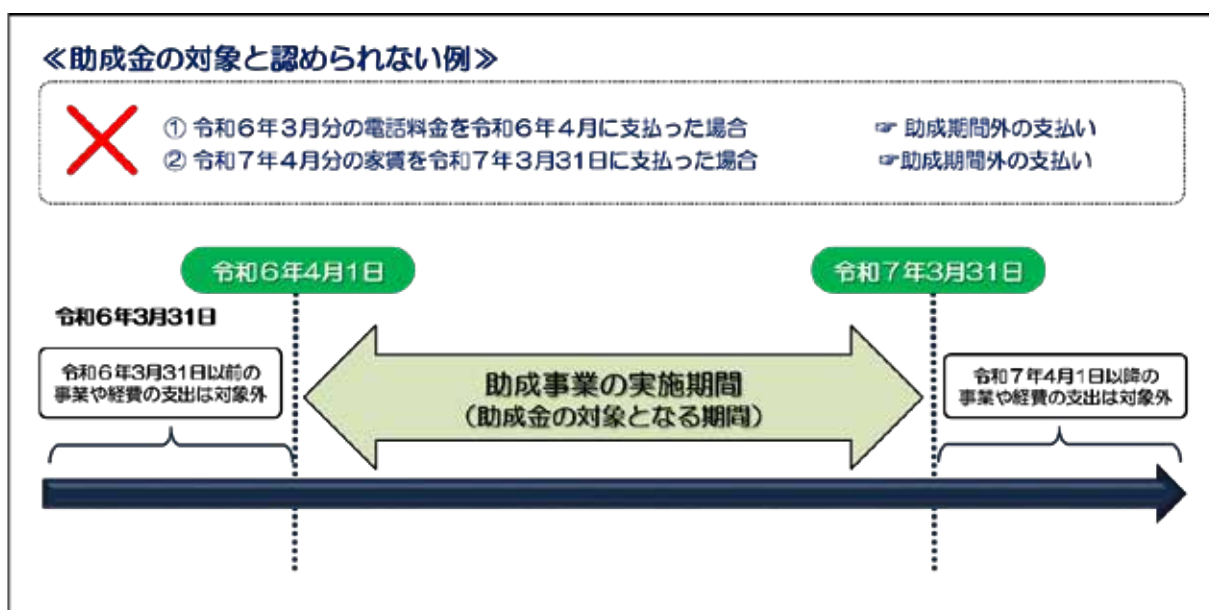 ≪助成金の対象と認められない例≫
① 令和6年3月分の電話料金を令和6年4月に支払った場合 ☞ 助成期間外の支払い
② 令和7年4月分の家賃を令和7年3月31日に支払った場合 ☞助成期間外の支払い
令和6年4月1日
令和7年3月31日
令和6年3月31日
令和6年3月31日以前の
事業や経費の支出は対象外
助成事業の実施期間
(助成金の対象となる期間)
令和7年4月1日以降の
事業や経費の支出は対象外